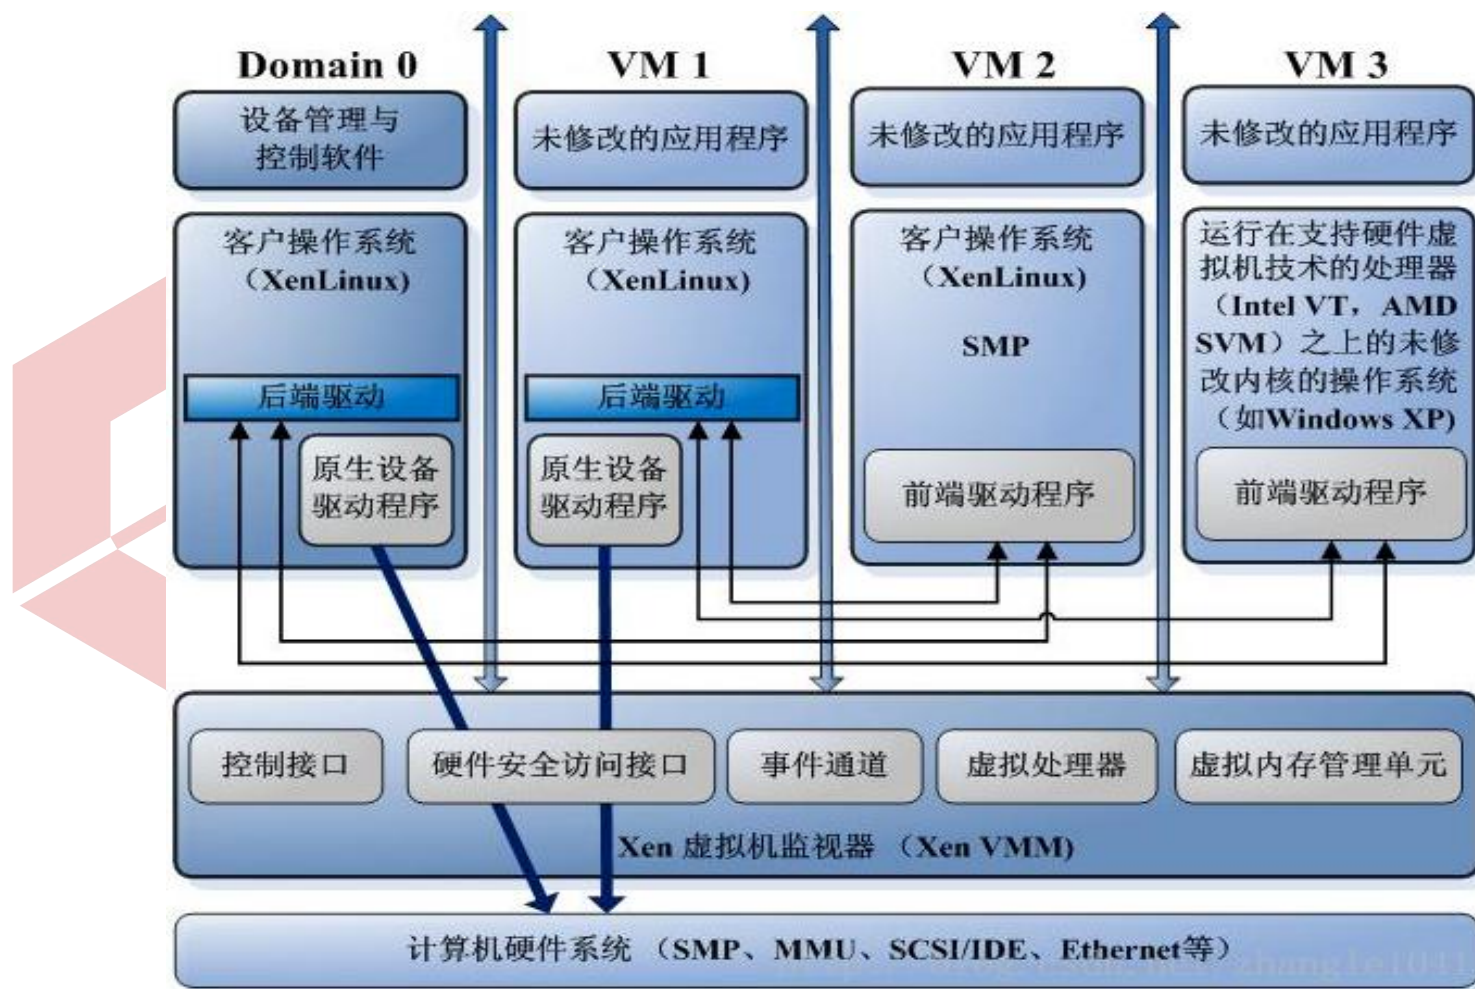 Domain 0
VM 1
VM 2
VM 3
设备管理与
控制软件
未修改的应用程序
未修改的应用程序
未修改的应用程序
客户操作系统
（XenLinux)
后端驱动
原生设备
驱动程序
客户操作系统
（XenLinux)
后端驱动
原生设备
驱动程序
客户操作系统
（XenLinux)
SMP
前端驱动程序
运行在支持硬件虚
拟机技术的处理器
（Intel VT，AMD
SVM）之上的未修
改内核的操作系统
（如Windows XP)
前端驱动程序
控制接口
硬件安全访问接口
事件通道
虚拟处理器
虚拟内存管理单元
Xen 虚拟机监视器 （Xen VMM)
计算机硬件系统 （SMP、MMU、SCSI/IDE、Ethernet等）